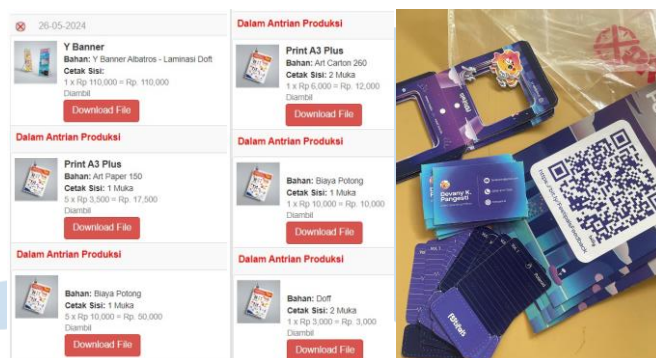 26-05-2024
Y Banner
Bahan: Y Banner Albatros - Laminasi Doft
Cetak Sisi:
1 x Rp 110,000 = Rp. 110,000
Diambil
Download File
Dalam Antrian Produksi
Print A3 Plus
Bahan: Art Paper 150
Cetak Sisi: 1 Muka
5 x Rp 3,500 = Rp. 17,500
Diambil
Download File
Dalam Antrian Produksi
Bahan: Biaya Potong
Cetak Sisi: 1 Muka
5 x Rp 10,000 = Rp. 50,000
Diambil
Download File
Dalam Antrian Produksi
Print A3 Plus
Bahan: Art Carton 260
Cetak Sisi: 2 Muka
1 x Rp 6,000 = Rp. 12,000
Diambil
Download File
Dalam Antrian Produksi
Bahan: Biaya Potong
Cetak Sisi: 1 Muka
1 x Rp 10,000 = Rp. 10,000
Diambil
Download File
Dalam Antrian Produksi
Bahan: Doff
Cetak Sisi: 2 Muka
1 x Rp 3,000 = Rp. 3,000
Diambil
Download File
Devany K.
Pangesti